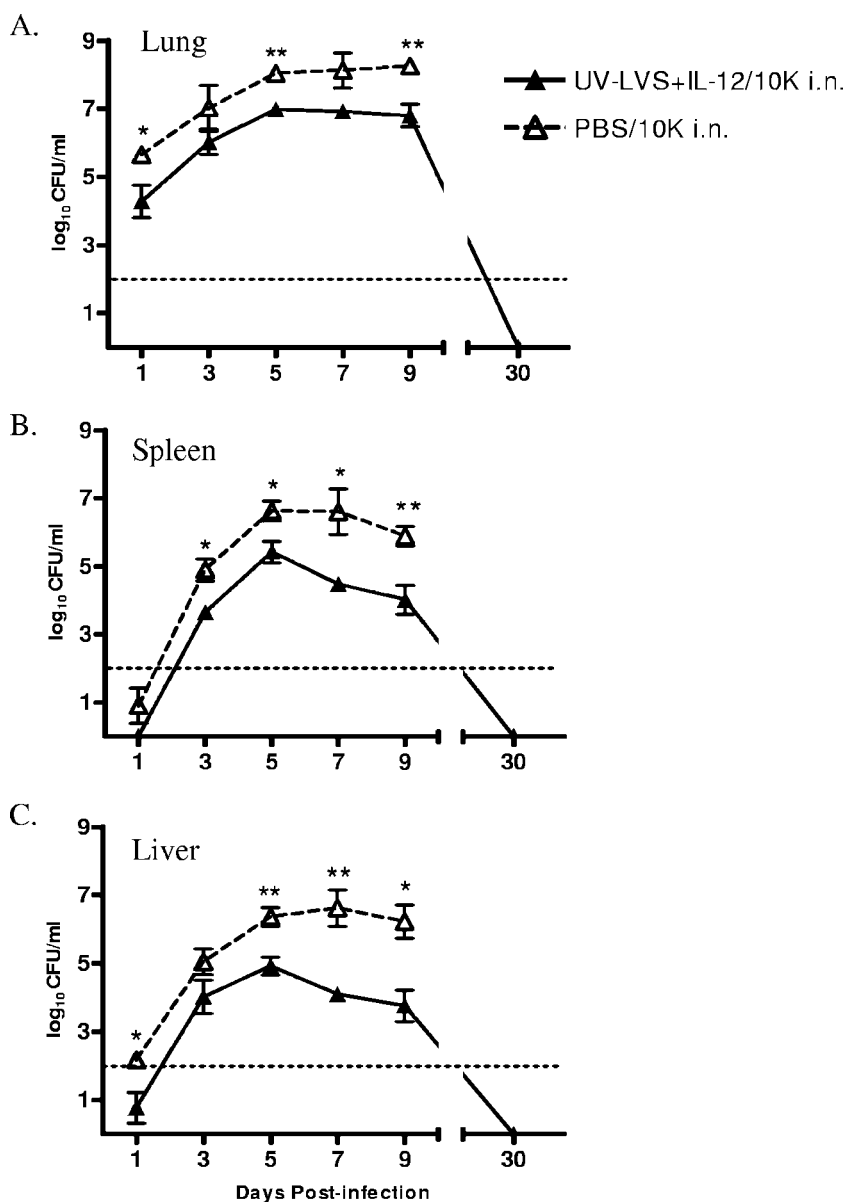 A.
Lung
9
7
5
3
1
log10 CFU/ml
*
**
**
1 3 5 7 9 30
UV-LVS+IL-12/10K i.n.
PBS/10K i.n.
B.
Spleen
9
7
5
3
1
log10 CFU/ml
*
*
*
**
1 3 5 7 9 30
C.
Liver
9
7
5
3
1
log10 CFU/ml
*
**
**
*
1 3 5 7 9 30
Days Post-infection